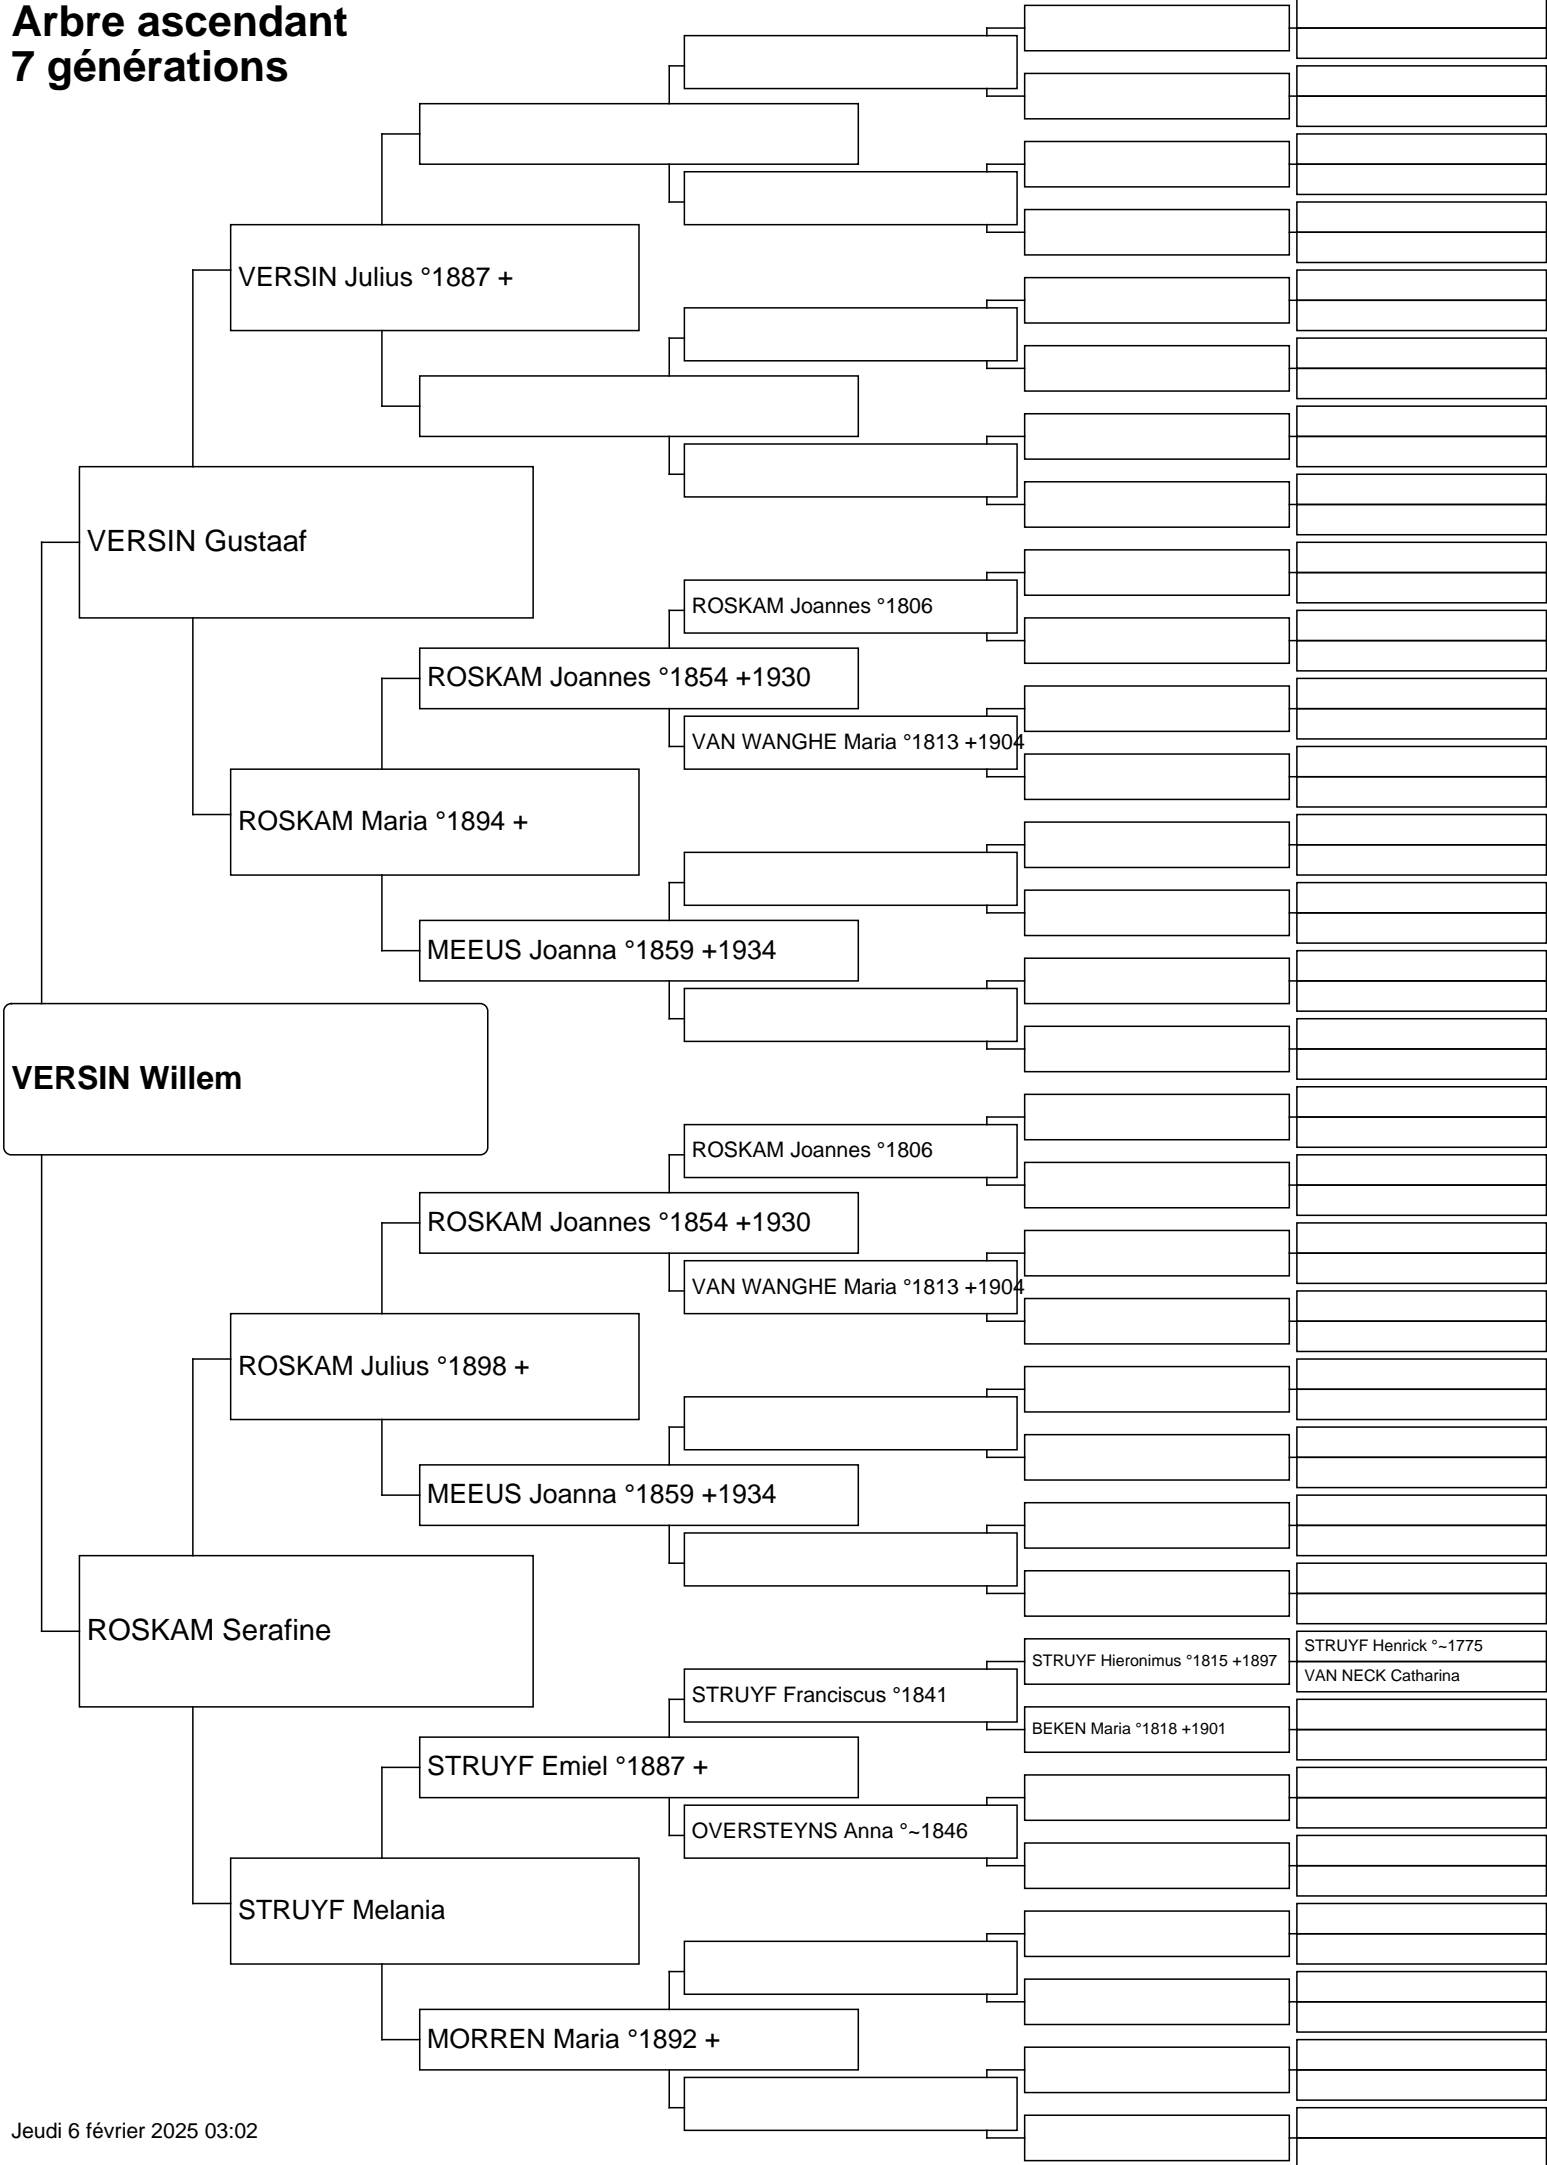 Arbre ascendant
7 générations
VERSIN Julius °1887 +
VERSIN Gustaaf
ROSKAM Joannes °1806
ROSKAM Joannes °1854 +1930
VAN WANGHE Maria °1813 +1904
ROSKAM Maria °1894 +
MEEUS Joanna °1859 +1934
VERSIN Willem
ROSKAM Joannes °1806
ROSKAM Joannes °1854 +1930
VAN WANGHE Maria °1813 +1904
ROSKAM Julius °1898 +
MEEUS Joanna °1859 +1934
ROSKAM Serafine
STRUYF Henrick °~1775
STRUYF Hieronimus °1815 +1897
VAN NECK Catharina
STRUYF Franciscus °1841
BEKEN Maria °1818 +1901
STRUYF Emiel °1887 +
OVERSTEYNS Anna °~1846
STRUYF Melania
MORREN Maria °1892 +
Jeudi 6 février 2025 03:02